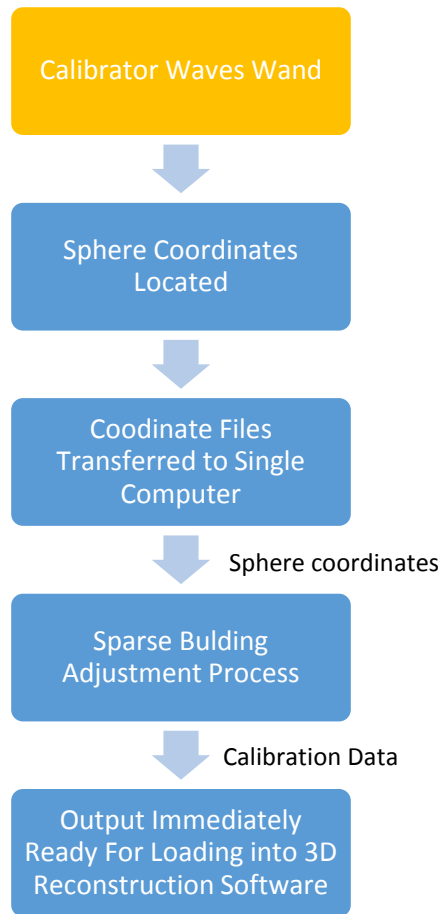 Calibrator Waves Wand
Sphere Coordinates
Located
Coodinate Files
Transferred to Single
Computer
Sphere coordinates
Sparse Bulding
Adjustment Process
Calibration Data
Output Immediately
Ready For Loading into 3D
Reconstruction Software